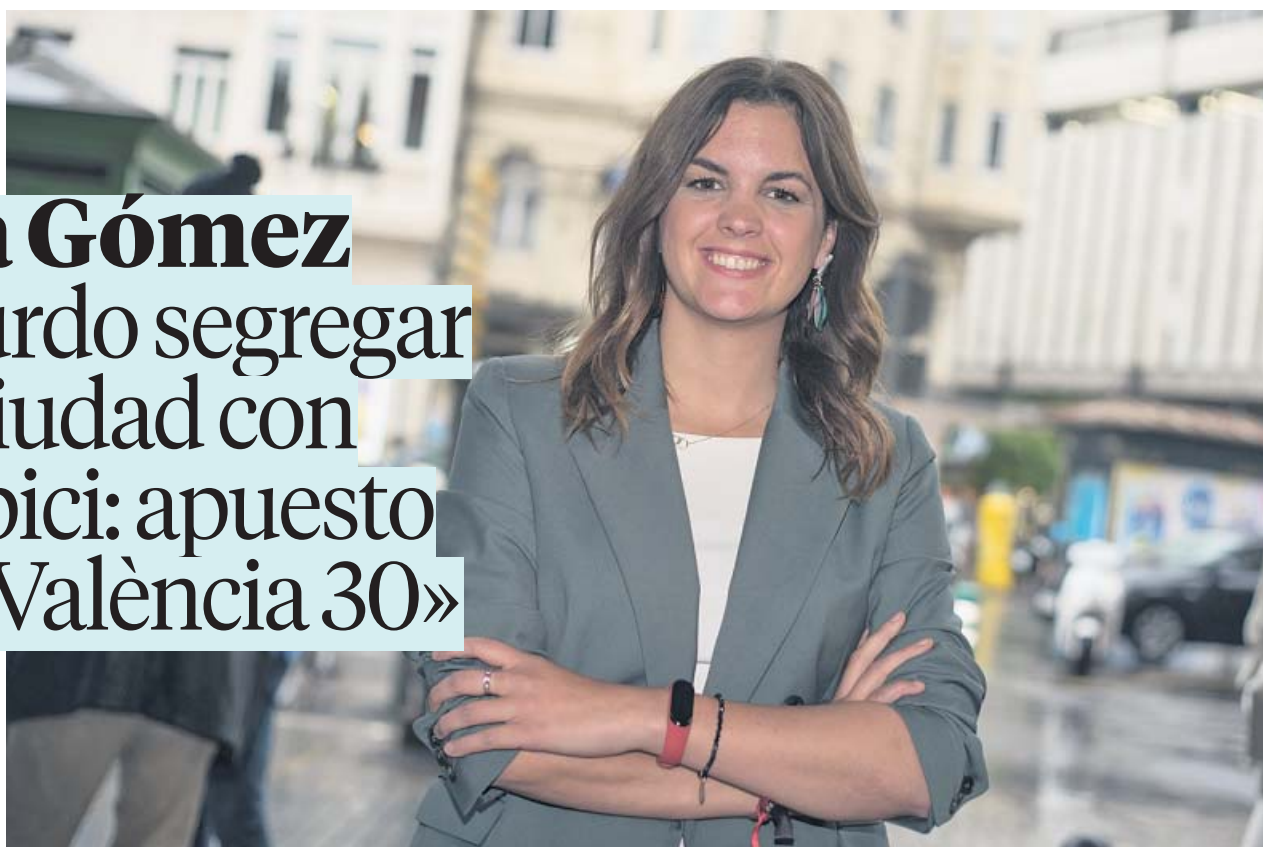 a Gómez
urdo segregar
iudad con
bici: apuesto
València 30»